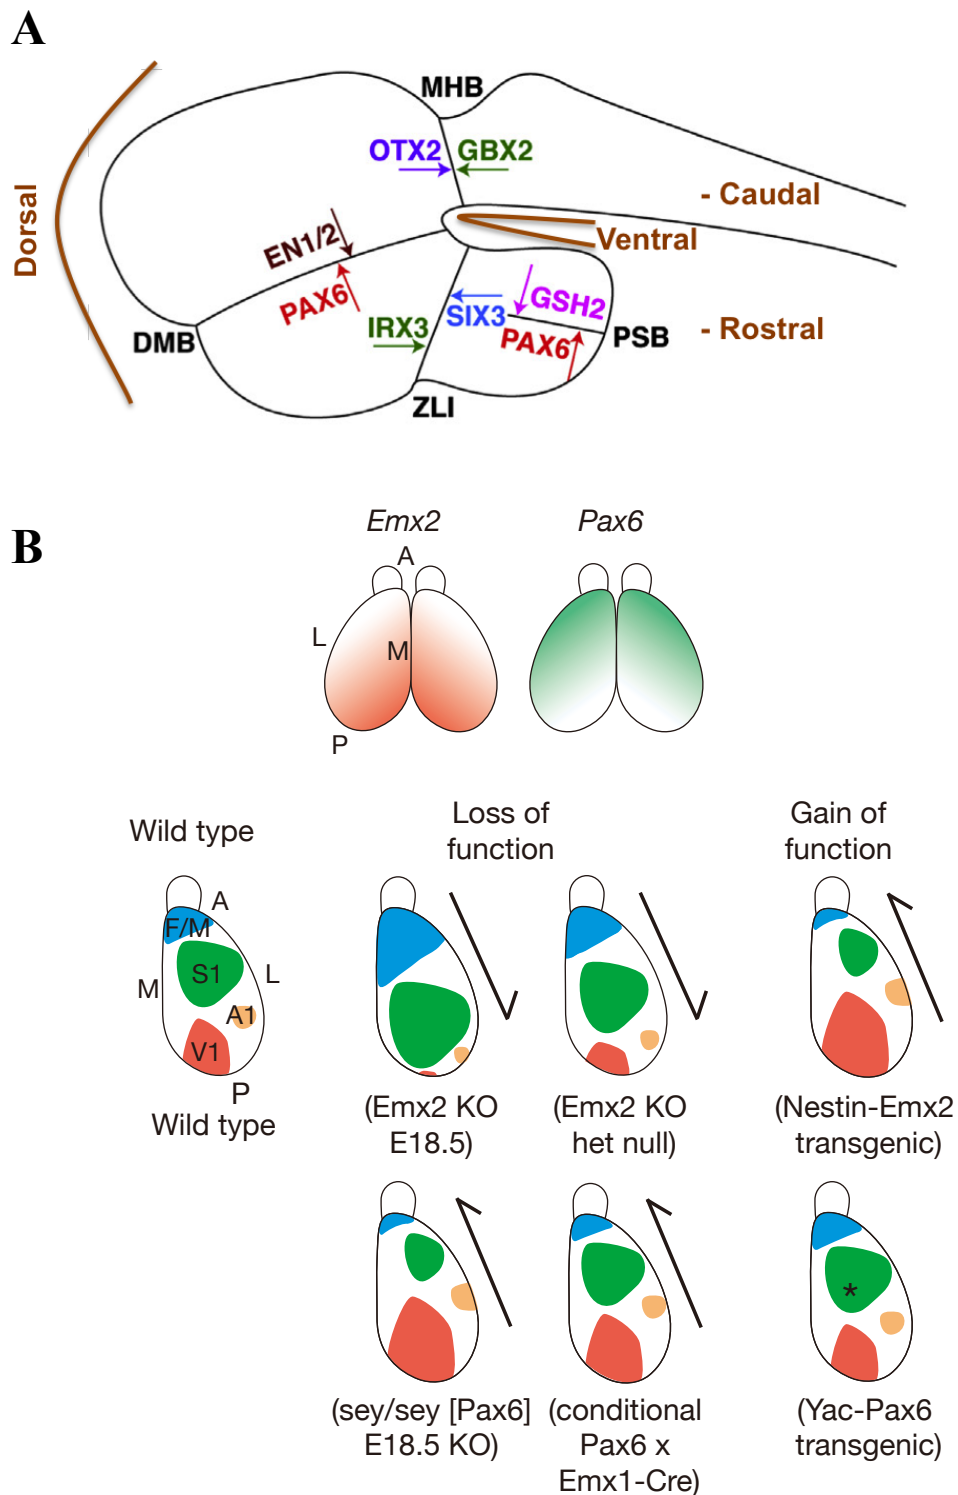 A
MHB
OTX2 GBX2
- Caudal
Dorsal
Ventral
EN1/2
PAX6
GSH2
IRX3
SIX3
- Rostral
DMB
PAX6
PSB
ZLI
B
Emx2
Pax6
A
L
M
P
Wild type
Loss of
function
Gain of
function
A
F/M
S1
L
M
A1
V1
P
Wild type
(Emx2 KO
E18.5)
(Emx2 KO
het null)
(Nestin-Emx2
transgenic)
*
(sey/sey [Pax6]
E18.5 KO)
(conditional
Pax6 x
Emx1-Cre)
(Yac-Pax6
transgenic)